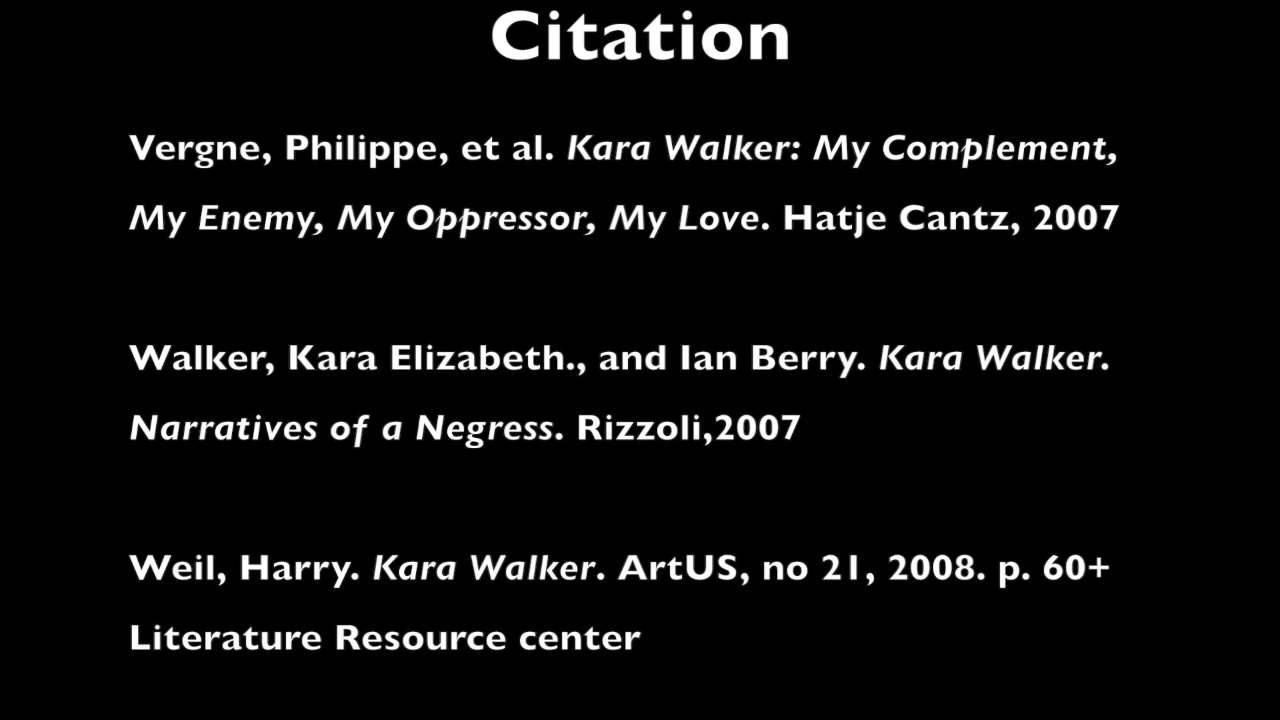 Citation
Vergne, Philippe, et al. Kara Walker: My Complement,
My Enemy, My Oppressor, My Love. Hatje Cantz, 2007
Walker, Kara Elizabeth., and Ian Berry. Kara Walker.
Narratives of a Negress. Rizzoli,2007
Weil, Harry. Kara Walker. ArtUS, no 21, 2008. p. 60+
Literature Resource center